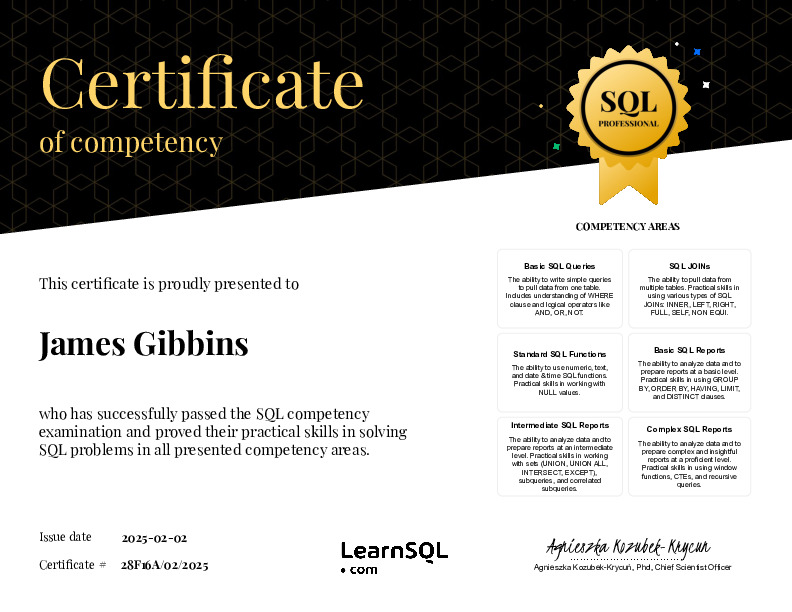 Certificate
of competency
SQL
PROFESSIONAL
COMPETENCY AREAS
This certificate is proudly presented to
James Gibbins
who has successfully passed the SQL competency
examination and proved their practical skills in solving
SQL problems in all presented competency areas.
Basic SQL Queries
The ability to write simple queries
to pull data from one table.
Includes understanding of WHERE
clause and logical operators like
AND, OR, NOT.
SQL JOINs
The ability to pull data from
multiple tables. Practical skills in
using various types of SQL
JOINs: INNER, LEFT, RIGHT,
FULL, SELF, NON EQUI.
Standard SQL Functions
The ability to use numeric, text,
and date & time SQL functions.
Practical skills in working with
NULL values.
Basic SQL Reports
The ability to analyze data and to
prepare reports at a basic level.
Practical skills in using GROUP
BY, ORDER BY, HAVING, LIMIT,
and DISTINCT clauses.
Intermediate SQL Reports
The ability to analyze data and to
prepare reports at an intermediate
level. Practical skills in working
with sets (UNION, UNION ALL,
INTERSECT, EXCEPT),
subqueries, and correlated
subqueries.
Complex SQL Reports
The ability to analyze data and to
prepare complex and insightful
reports at a proficient level.
Practical skills in using window
functions, CTEs, and recursive
queries.
Issue date 2025-02-02
Certificate # 28F16A/02/2025
LearnSQL
• com
Agnieszka Kozubek-Krycuń
Agnieszka Kozubek-Krycuń, Phd, Chief Scientist Officer